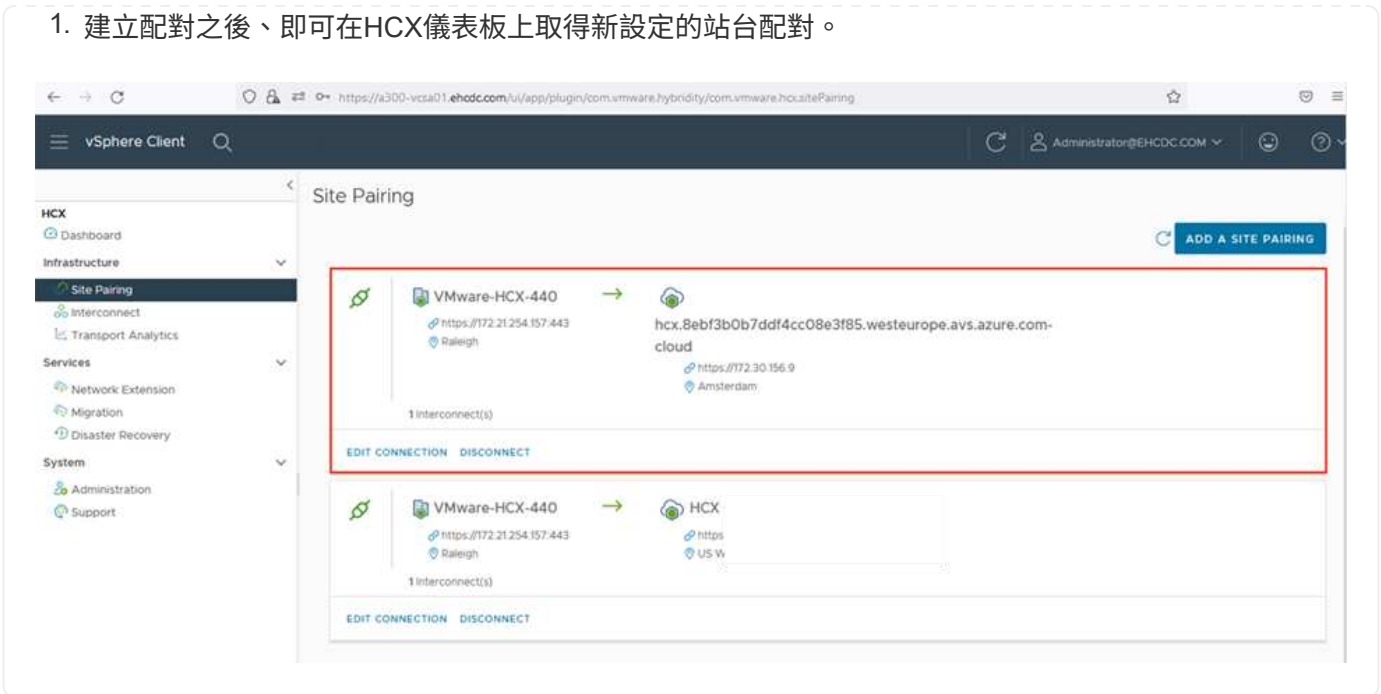 1. 建立配對之後、即可在HCX儀表板上取得新設定的站台配對。
https://a300-vcsa01.ehcdc.com/ui/app/plugin/com.vmware.hybridity/com.vmware.hcx.sitePairing
vSphere Client
Administrator@EHCDC.COM
Site Pairing
HCX
Dashboard
ADD A SITE PAIRING
Infrastructure
Site Pairing
Interconnect
Transport Analytics
Services
Network Extension
Migration
Disaster Recovery
System
Administration
Support
VMware-HCX-440
https://172.21.254.157:443
Raleigh
hcx.8ebf3b0b7ddf4cc08e3f85.westeurope.avs.azure.com-
cloud
https://172.30.156.9
Amsterdam
1 Interconnect(s)
EDIT CONNECTION DISCONNECT
VMware-HCX-440
https://172.21.254.157:443
Raleigh
HCX
https
US W
1 Interconnect(s)
EDIT CONNECTION DISCONNECT